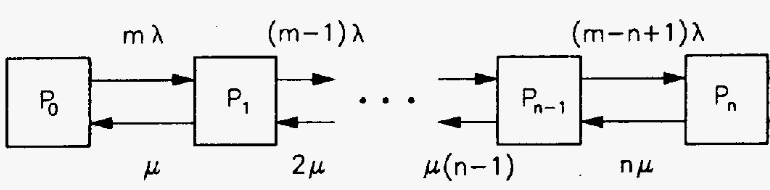 mλ (m−1)λ (m−n+1)λ
P₀ P₁ · · · Pₙ₋₁ Pₙ
μ 2μ μ(n−1) nμ